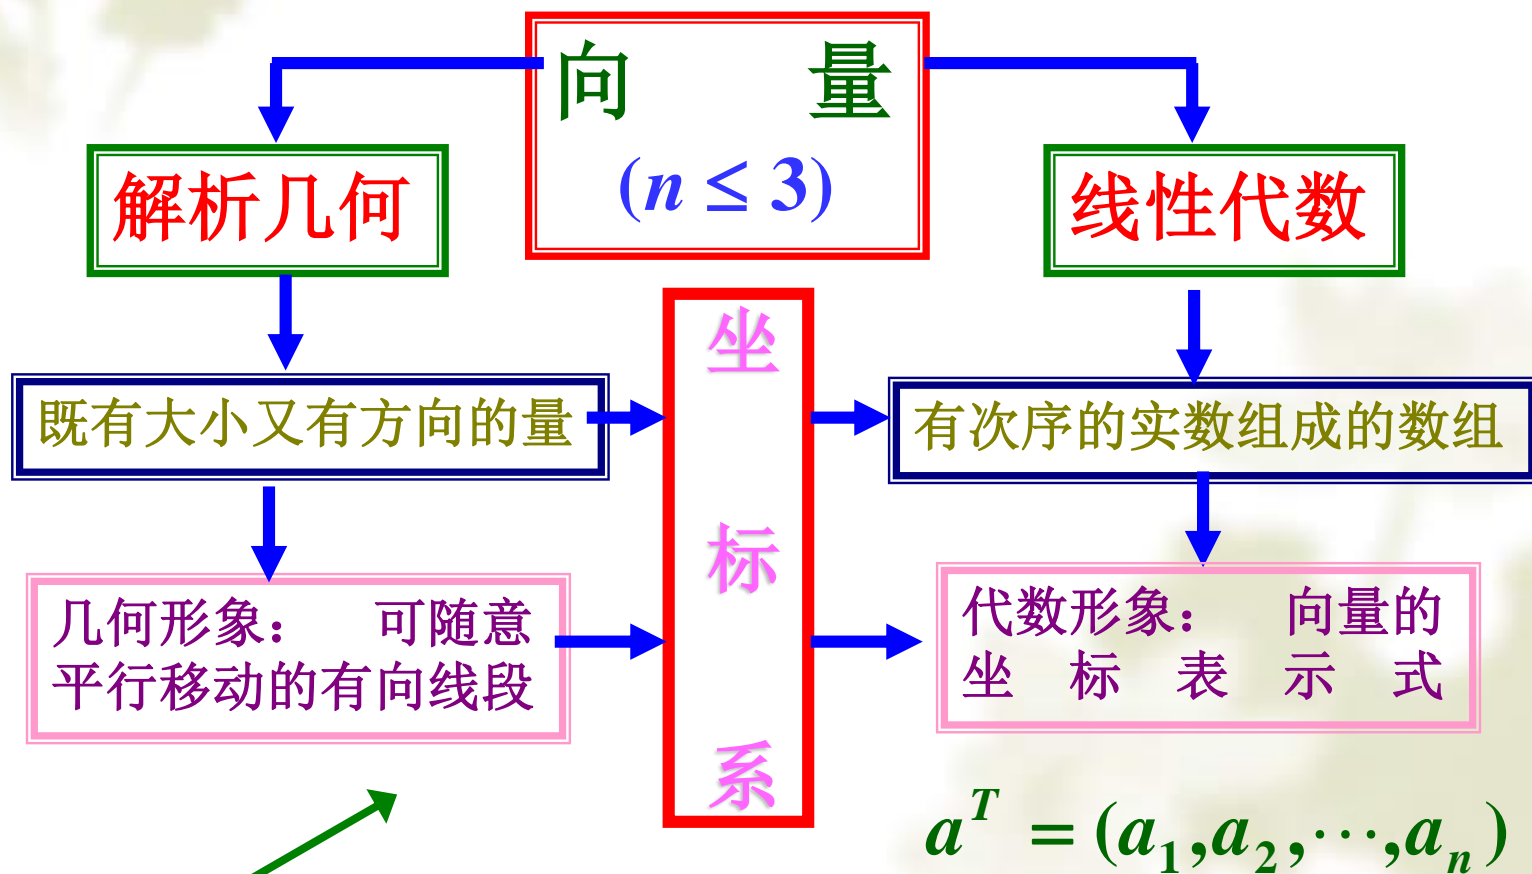 向 量
(n ≤ 3)
解析几何
线性代数
坐
标
系
既有大小又有方向的量
有次序的实数组成的数组
几何形象： 可随意
平行移动的有向线段
代数形象： 向量的
坐 标 表 示 式
a^T = (a_1,a_2,⋯,a_n)